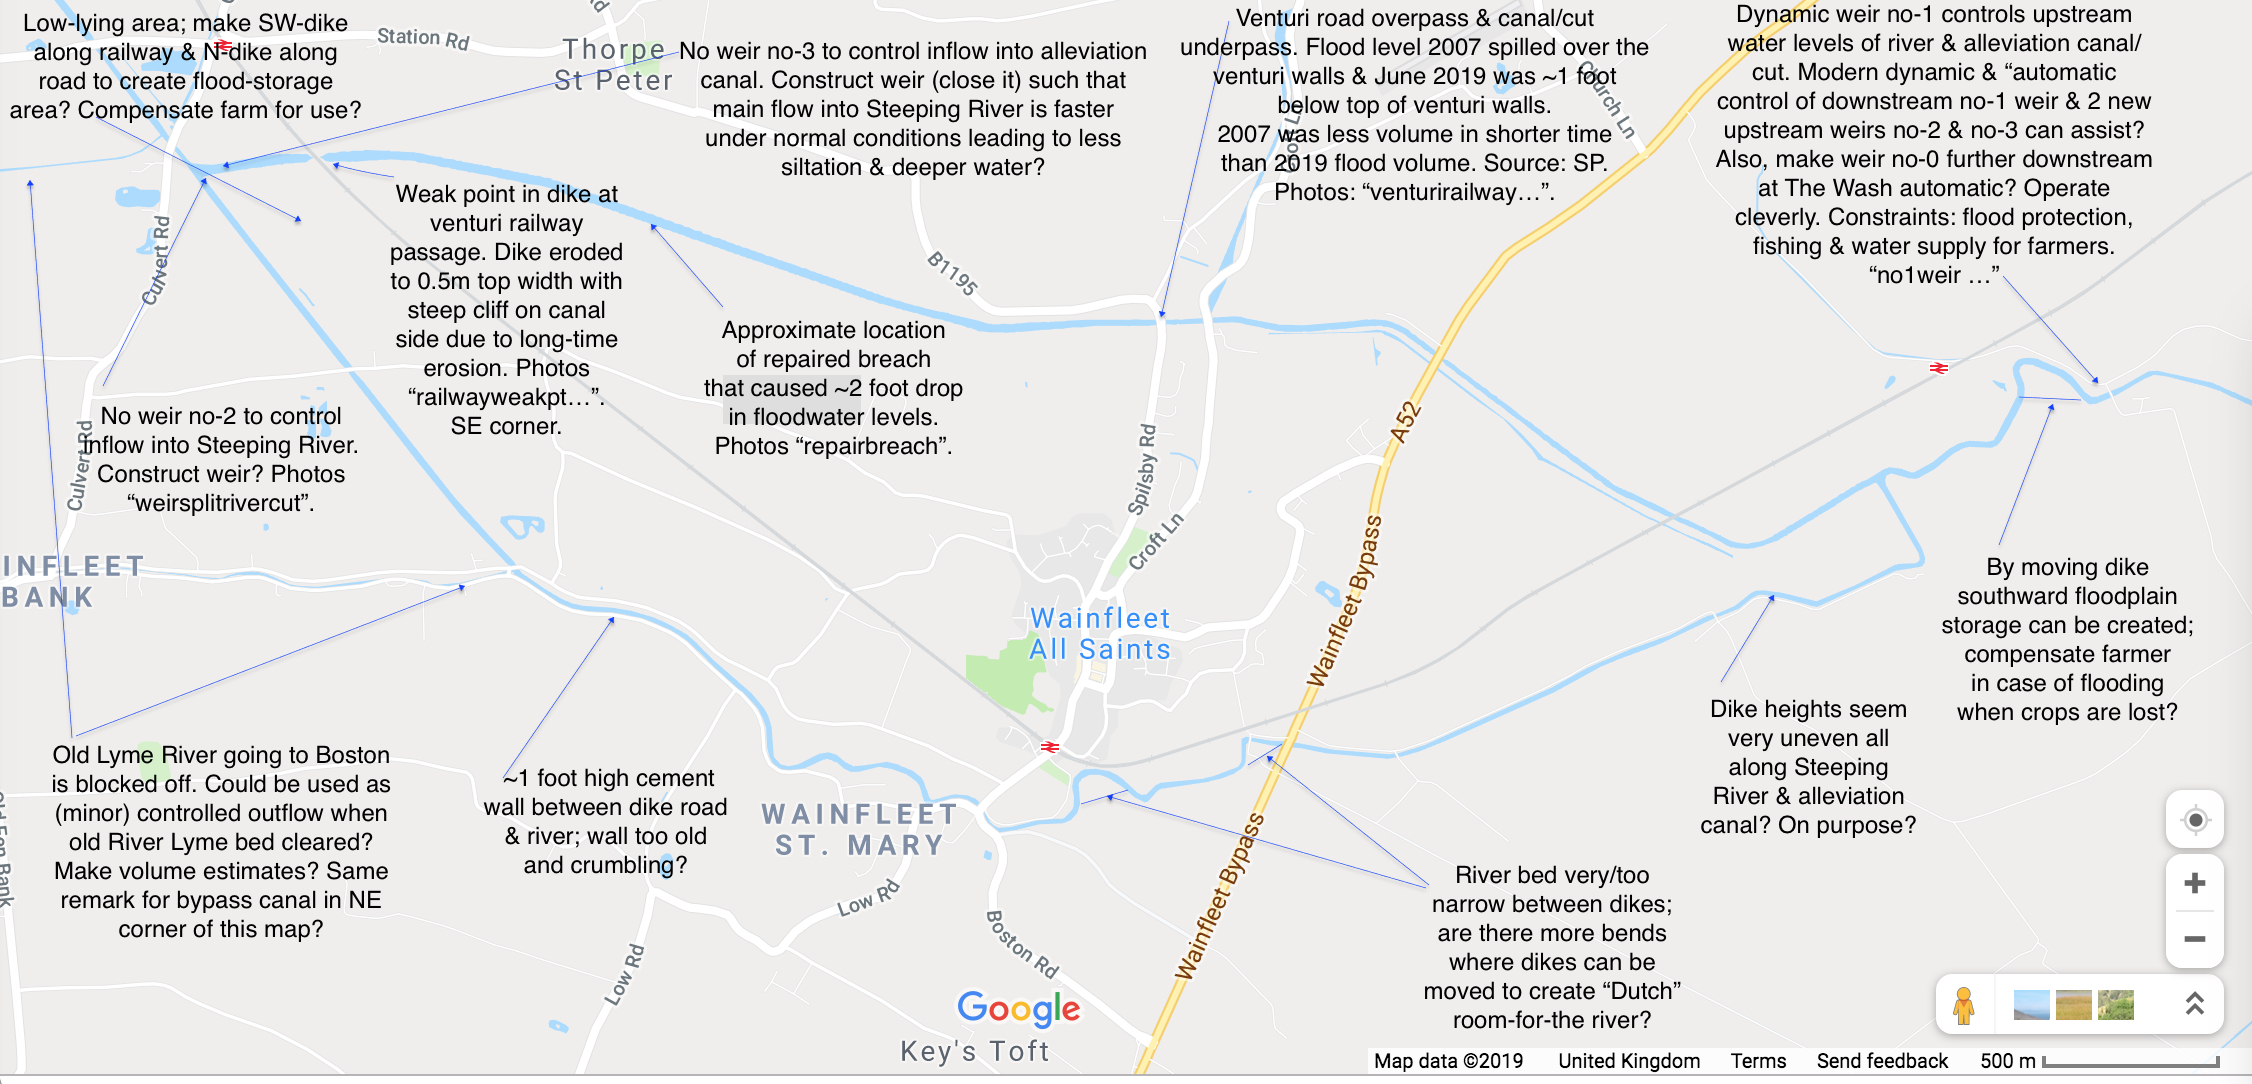 Low-lying area; make SW-dike
along railway & N-dike along
road to create flood-storage
area? Compensate farm for use?
Station Rd
Thorpe
St Peter
No weir no-3 to control inflow into alleviation
canal. Construct weir (close it) such that
main flow into Steeping River is faster
under normal conditions leading to less
siltation & deeper water?
Venturi road overpass & canal/cut
underpass. Flood level 2007 spilled over the
venturi walls & June 2019 was ~1 foot
below top of venturi walls.
2007 was less volume in shorter time
than 2019 flood volume. Source: SP.
Photos: “venturirailway…”.
Church Ln
Dynamic weir no-1 controls upstream
water levels of river & alleviation canal/
cut. Modern dynamic & “automatic
control of downstream no-1 weir & 2 new
upstream weirs no-2 & no-3 can assist?
Also, make weir no-0 further downstream
at The Wash automatic? Operate
cleverly. Constraints: flood protection,
fishing & water supply for farmers.
“no1weir …”
Weak point in dike at
venturi railway
passage. Dike eroded
to 0.5m top width with
steep cliff on canal
side due to long-time
erosion. Photos
“railwayweakpt…”.
SE corner.
Culvert Rd
B1195
Approximate location
of repaired breach
that caused ~2 foot drop
in floodwater levels.
Photos “repairbreach”.
No weir no-2 to control
inflow into Steeping River.
Construct weir? Photos
“weirsplitrivercut”.
Culvert Rd
Spilsby Rd
Croft Ln
A52
Wainfleet Bypass
INFLEET
BANK
Wainfleet
All Saints
By moving dike
southward floodplain
storage can be created;
compensate farmer
in case of flooding
when crops are lost?
Dike heights seem
very uneven all
along Steeping
River & alleviation
canal? On purpose?
Old Lyme River going to Boston
is blocked off. Could be used as
(minor) controlled outflow when
old River Lyme bed cleared?
Make volume estimates? Same
remark for bypass canal in NE
corner of this map?
~1 foot high cement
wall between dike road
& river; wall too old
and crumbling?
WAINFLEET
ST. MARY
Wainfleet Bypass
River bed very/too
narrow between dikes;
are there more bends
where dikes can be
moved to create “Dutch”
room-for-the river?
Low Rd
Low Rd
Boston Rd
Google
Key's Toft
Map data ©2019 United Kingdom Terms Send feedback 500 m